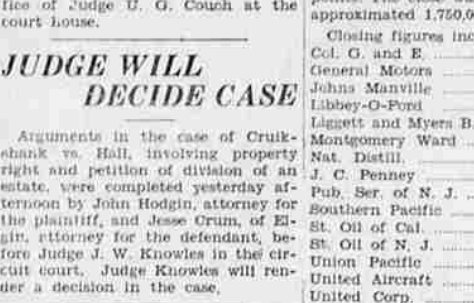 fice of Judge U. G. Couch at the
court house.
JUDGE WILL
DECIDE CASE
Arguments in the case of Cruik-
shank vs. Hall, involving property
right and petition of division of an
estate, were completed yesterday af-
ternoon by John Hodgin, attorney for
the plaintiff, and Jesse Crum, of El-
gin, attorney for the defendant, be-
fore Judge J. W. Knowles in the cir-
cuit court. Judge Knowles will ren-
der a decision in the case.
approximated 1,750,0
Closing figures inc
Col. G. and E.
General Motors
Johns Manville
Libbey-O-Ford
Liggett and Myers B.
Montgomery Ward
Nat. Distill.
J. C. Penney
Pub. Ser. of N. J.
Southern Pacific
St. Oil of Cal.
St. Oil of N. J.
Union Pacific
United Aircraft
United Corp.